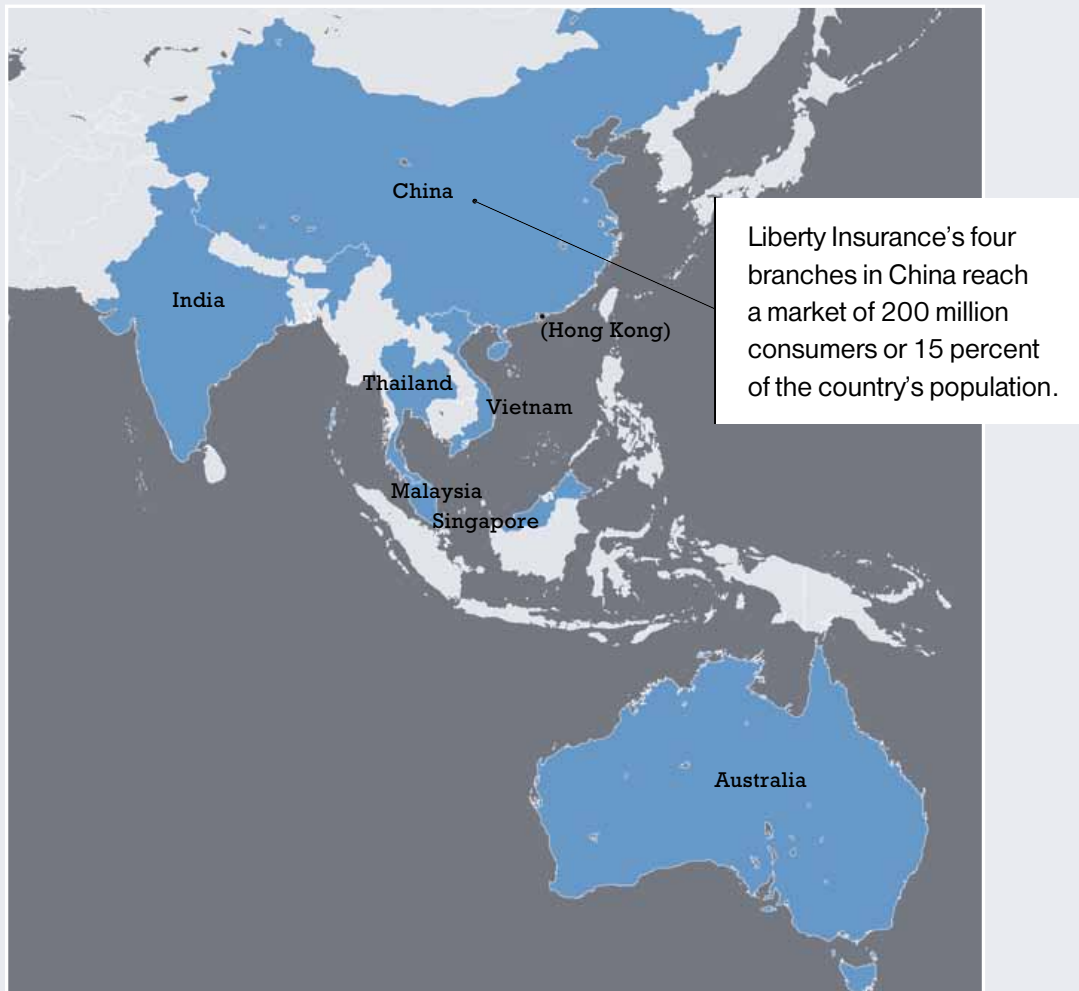 China
Liberty Insurance’s four
branches in China reach
a market of 200 million
consumers or 15 percent
of the country’s population.
India
(Hong Kong)
Thailand
Vietnam
Malaysia
Singapore
Australia